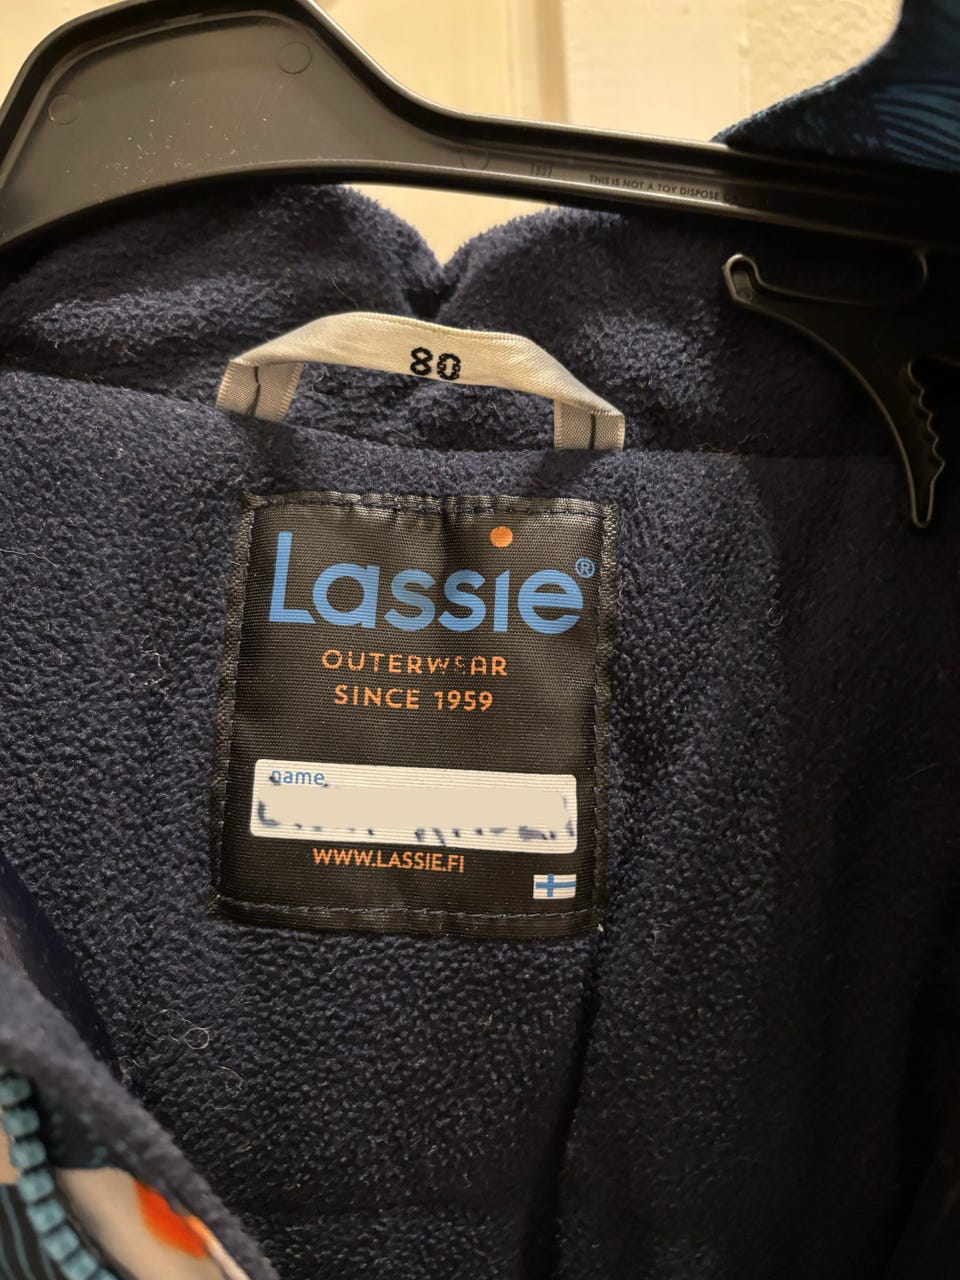 THIS IS NOT A TOY DISPOSE
80
Lassie®
OUTERWEAR
SINCE 1959
name
WWW.LASSIE.FI